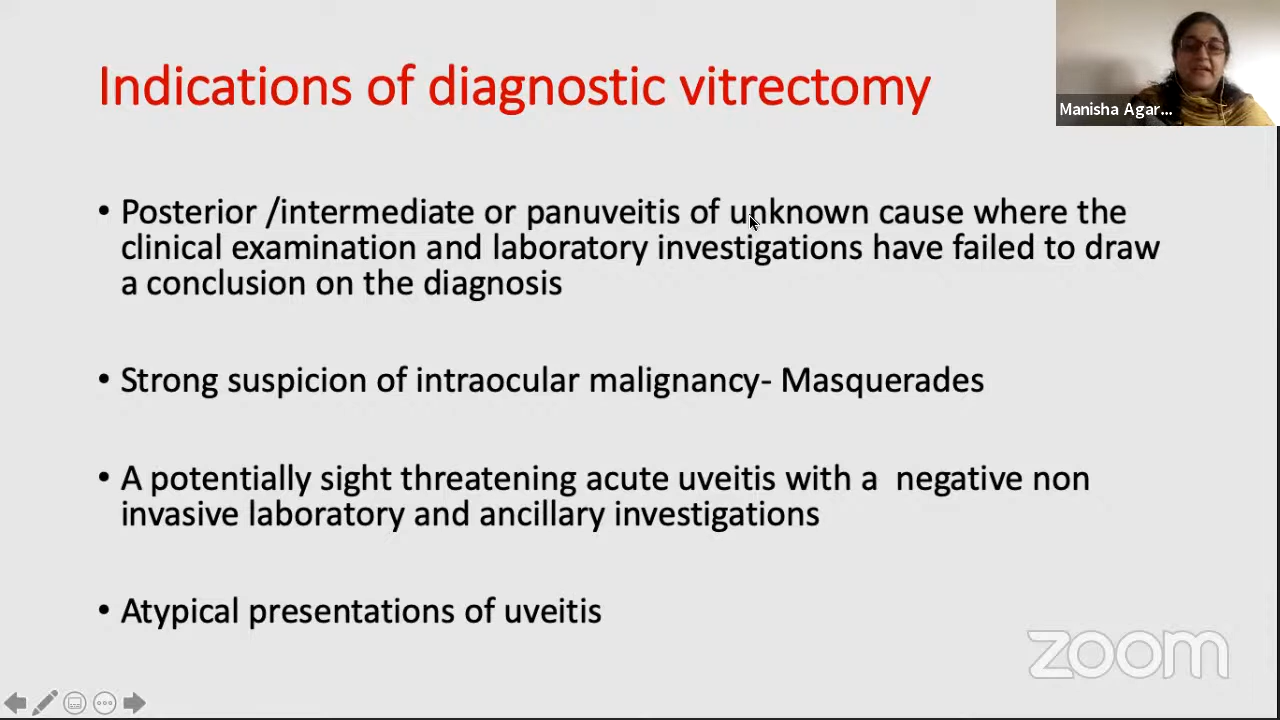 Indications of diagnostic vitrectomy
Manisha Agar...
• Posterior /intermediate or panuveitis of unknown cause where the
clinical examination and laboratory investigations have failed to draw
a conclusion on the diagnosis
• Strong suspicion of intraocular malignancy- Masquerades
• A potentially sight threatening acute uveitis with a  negative non
invasive laboratory and ancillary investigations
• Atypical presentations of uveitis
zoom